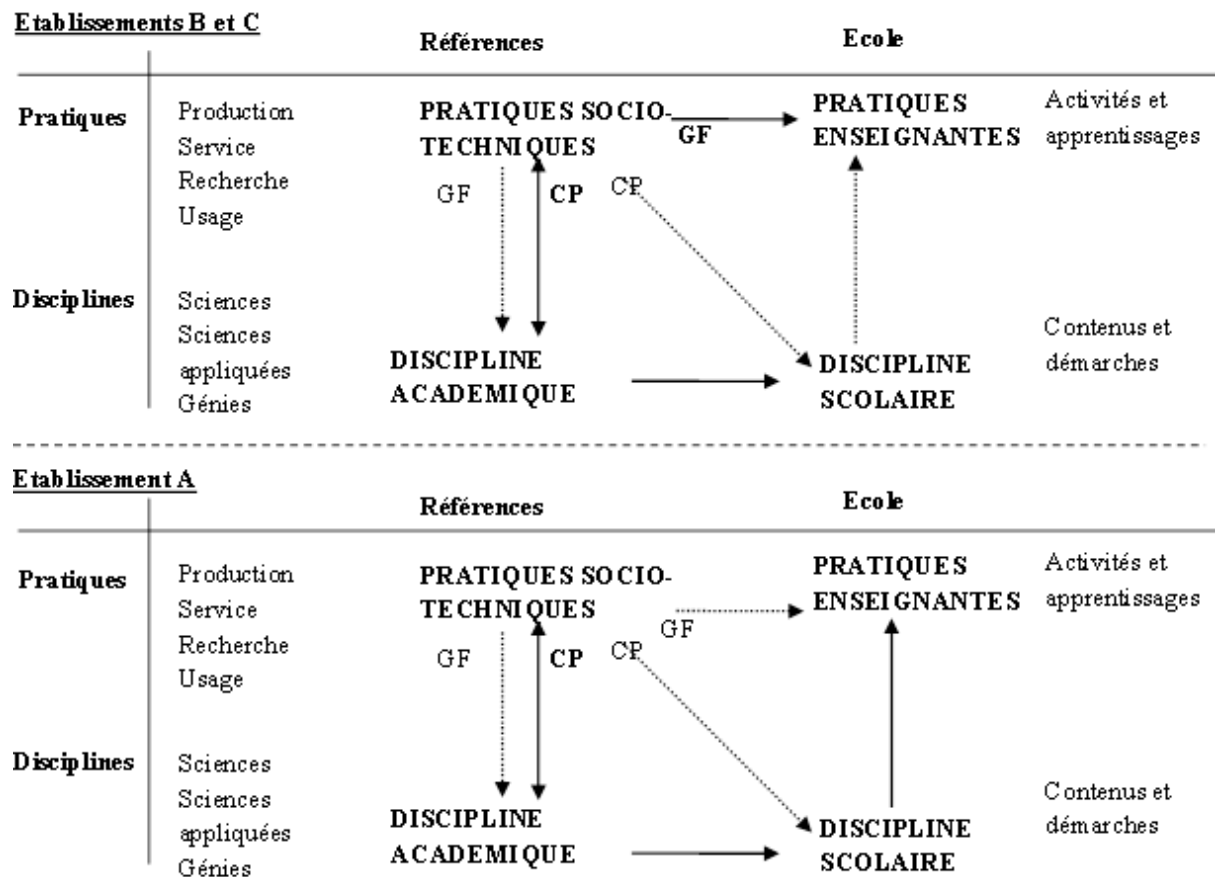 Etablissements B et C
Références
Ecole
Pratiques
Production
Service
Recherche
Usage
PRATIQUES SOCIO-
TECHNIQUES
GF
PRATIQUES
ENSEIGNANTES
Activités et
apprentissages
GF
CP
CP
Disciplines
Sciences
Sciences
appliquées
Génies
DISCIPLINE
ACADEMIQUE
DISCIPLINE
SCOLAIRE
Contenus et
démarches
Etablissement A
Références
Ecole
Pratiques
Production
Service
Recherche
Usage
PRATIQUES SOCIO-
TECHNIQUES
GF
PRATIQUES
ENSEIGNANTES
Activités et
apprentissages
GF
CP
CP
Disciplines
Sciences
Sciences
appliquées
Génies
DISCIPLINE
ACADEMIQUE
DISCIPLINE
SCOLAIRE
Contenus et
démarches